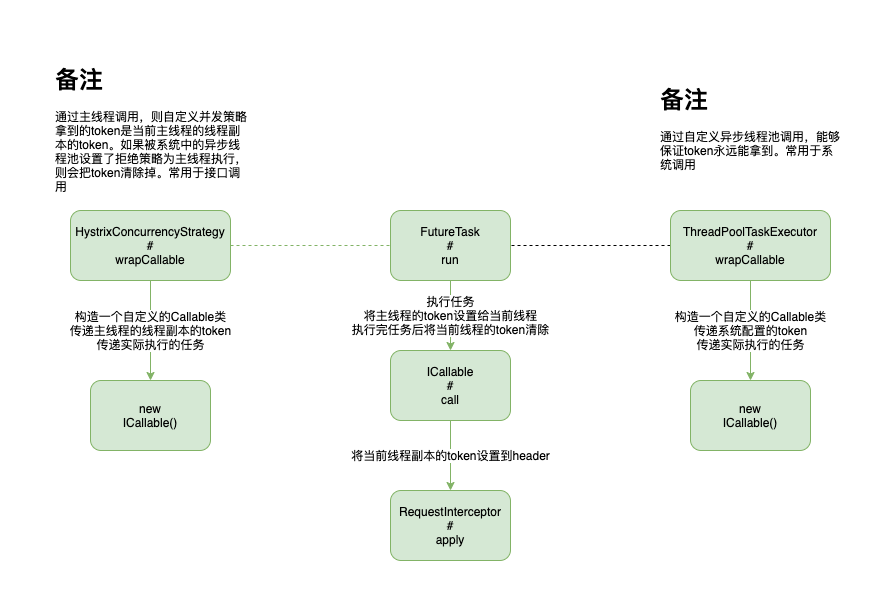 备注
通过主线程调用，则自定义并发策略
拿到的token是当前主线程的线程副
本的token。如果被系统中的异步线
程池设置了拒绝策略为主线程执行，
则会把token清除掉。常用于接口调
用
备注
通过自定义异步线程池调用，能够
保证token永远能拿到。常用于系
统调用
HystrixConcurrencyStrategy
#
wrapCallable
FutureTask
#
run
ThreadPoolTaskExecutor
#
wrapCallable
构造一个自定义的Callable类
传递主线程的线程副本的token
传递实际执行的任务
执行任务
将主线程的token设置给当前线程
执行完任务后将当前线程的token清除
构造一个自定义的Callable类
传递系统配置的token
传递实际执行的任务
new
ICallable()
ICallable
#
call
new
ICallable()
将当前线程副本的token设置到header
RequestInterceptor
#
apply